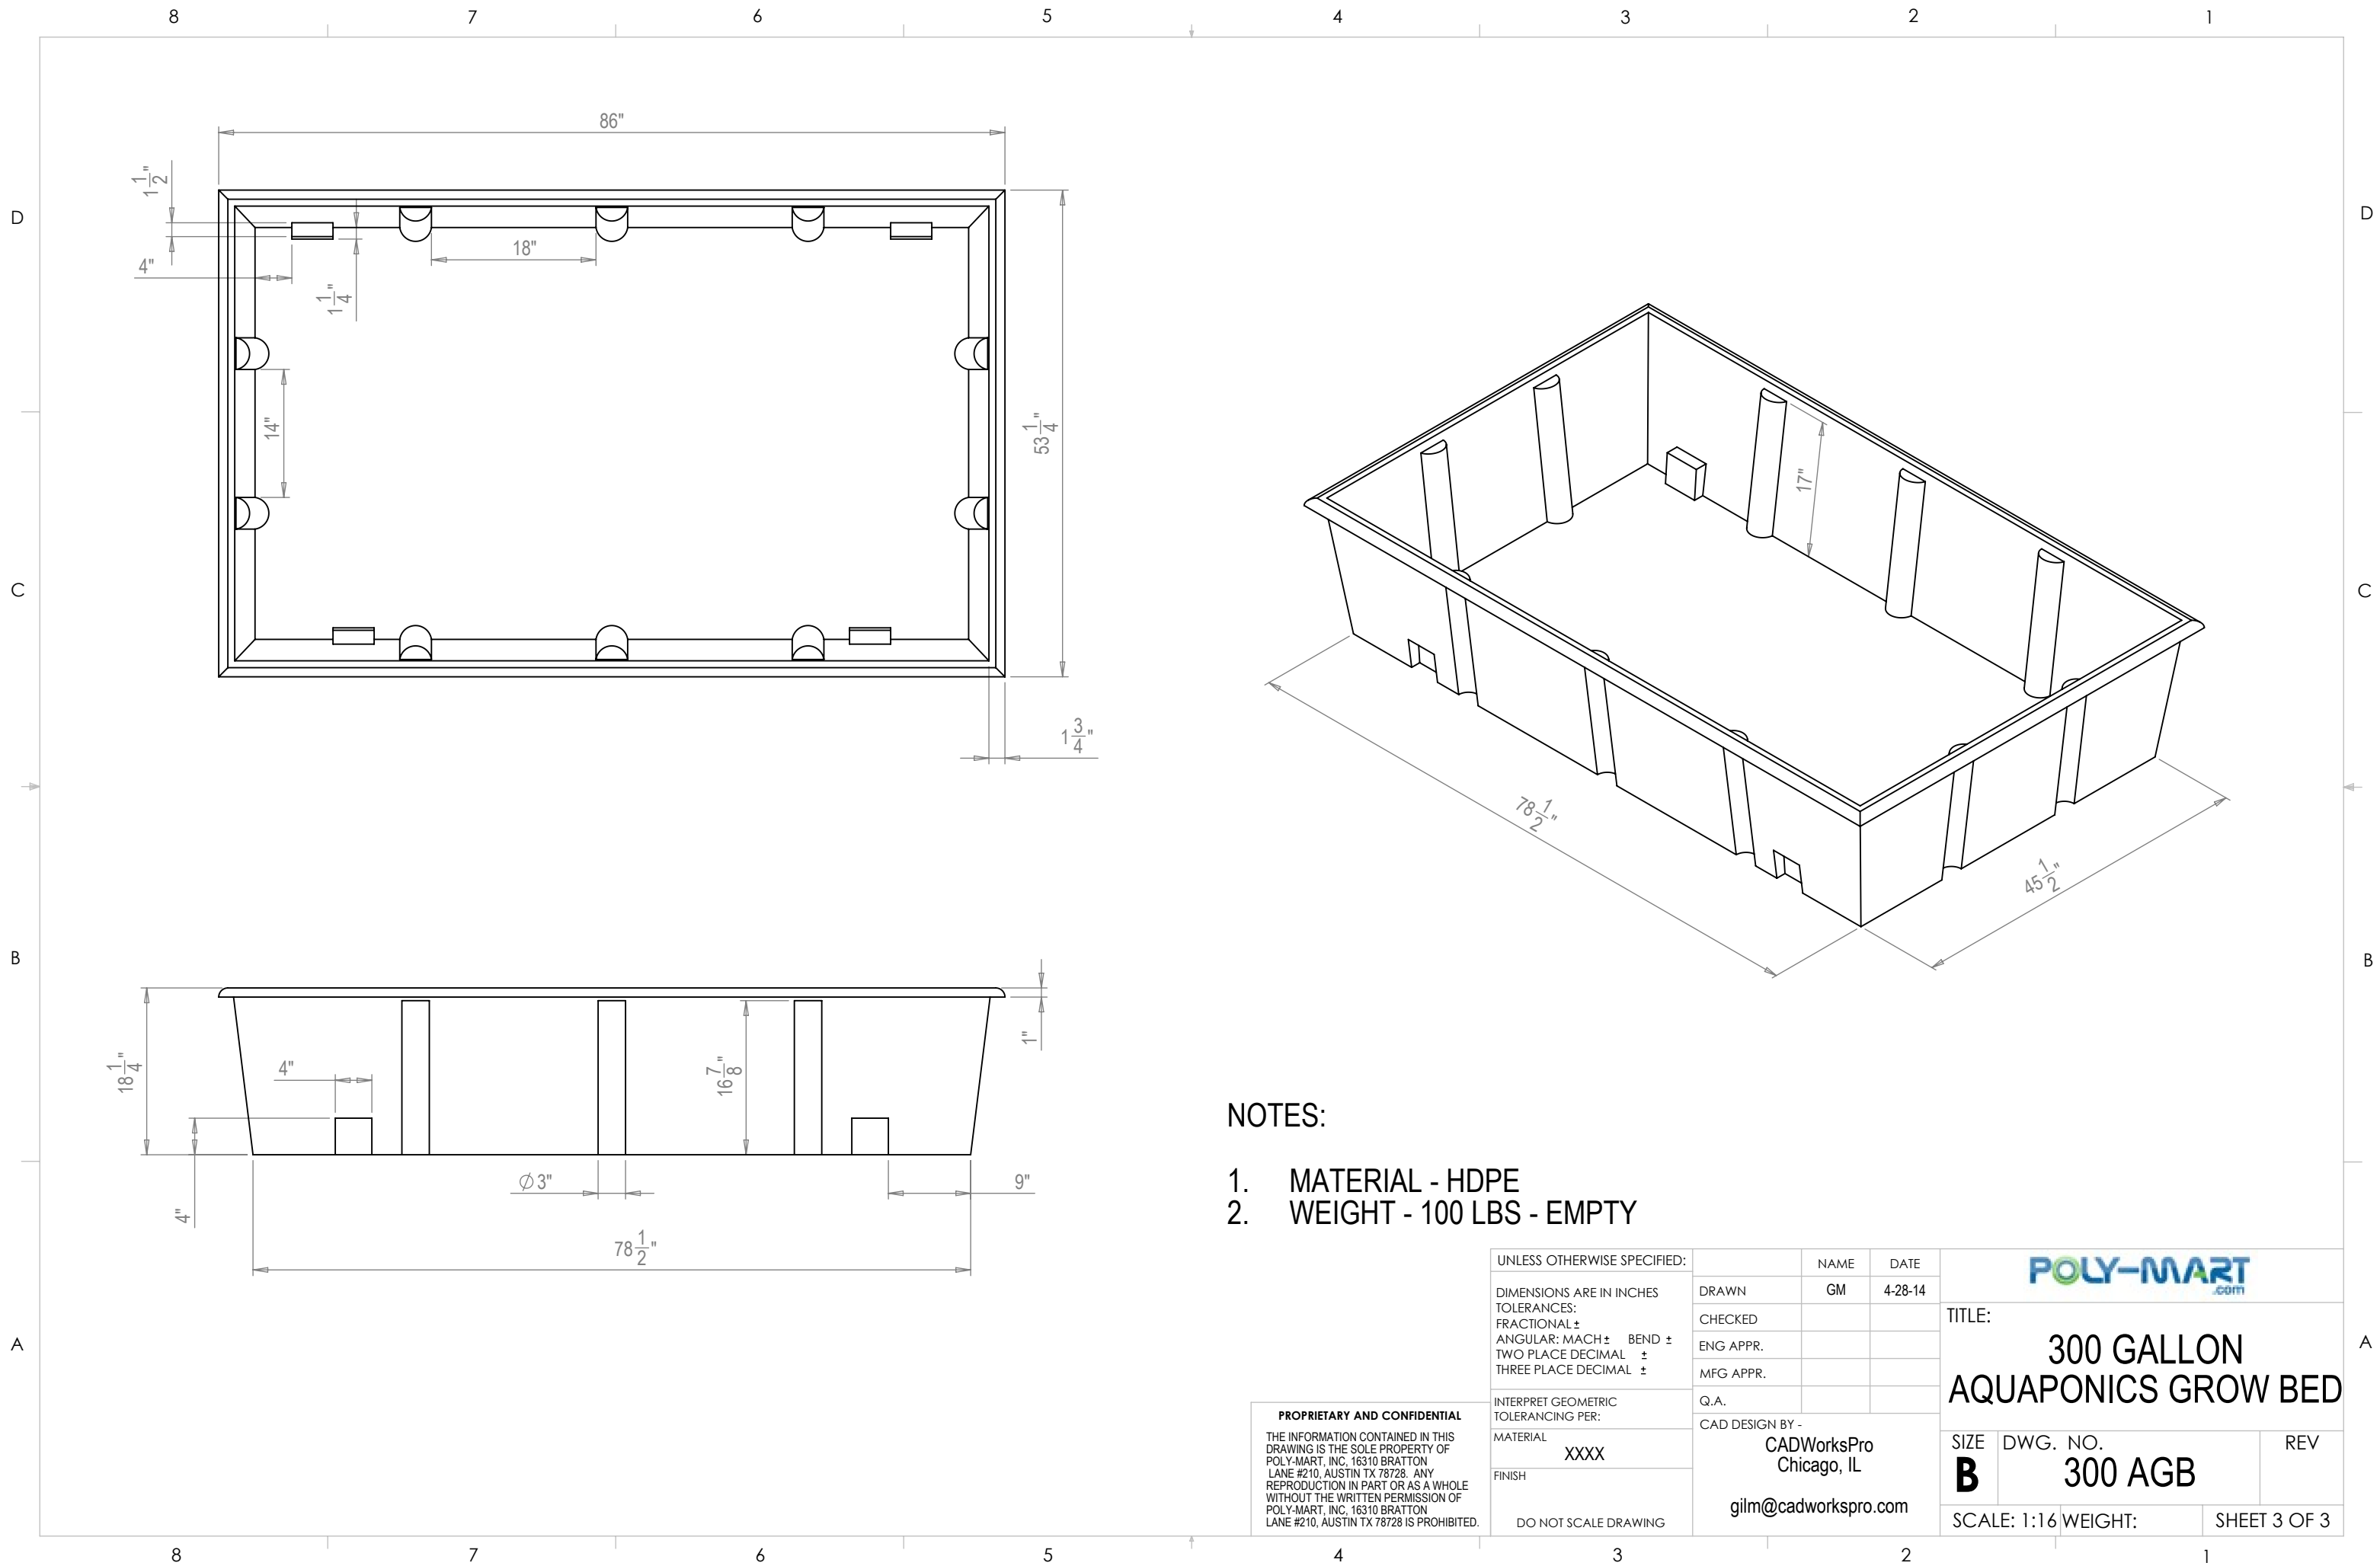 8 7 6 5 4 3 2 1
D D
C C
B B
A A
86"
1 1/2"
4"
1 1/4"
18"
14"
53 1/4"
1 3/4"
17"
78 1/2"
45 1/2"
18 1/4"
4"
4"
16 7/8"
1"
⌀3"
9"
78 1/2"
NOTES:
1. MATERIAL - HDPE
2. WEIGHT - 100 LBS - EMPTY
PROPRIETARY AND CONFIDENTIAL
THE INFORMATION CONTAINED IN THIS
DRAWING IS THE SOLE PROPERTY OF
POLY-MART, INC, 16310 BRATTON
LANE #210, AUSTIN TX 78728. ANY
REPRODUCTION IN PART OR AS A WHOLE
WITHOUT THE WRITTEN PERMISSION OF
POLY-MART, INC, 16310 BRATTON
LANE #210, AUSTIN TX 78728 IS PROHIBITED.
UNLESS OTHERWISE SPECIFIED:
DIMENSIONS ARE IN INCHES
TOLERANCES:
FRACTIONAL ±
ANGULAR: MACH ± BEND ±
TWO PLACE DECIMAL ±
THREE PLACE DECIMAL ±
INTERPRET GEOMETRIC
TOLERANCING PER:
MATERIAL
XXXX
FINISH
DO NOT SCALE DRAWING
NAME DATE
DRAWN GM 4-28-14
CHECKED
ENG APPR.
MFG APPR.
Q.A.
CAD DESIGN BY -
CADWorksPro
Chicago, IL
gilm@cadworkspro.com
POLY-MART
.com
TITLE:
300 GALLON
AQUAPONICS GROW BED
SIZE DWG. NO. REV
B 300 AGB
SCALE: 1:16 WEIGHT: SHEET 3 OF 3
8 7 6 5 4 3 2 1